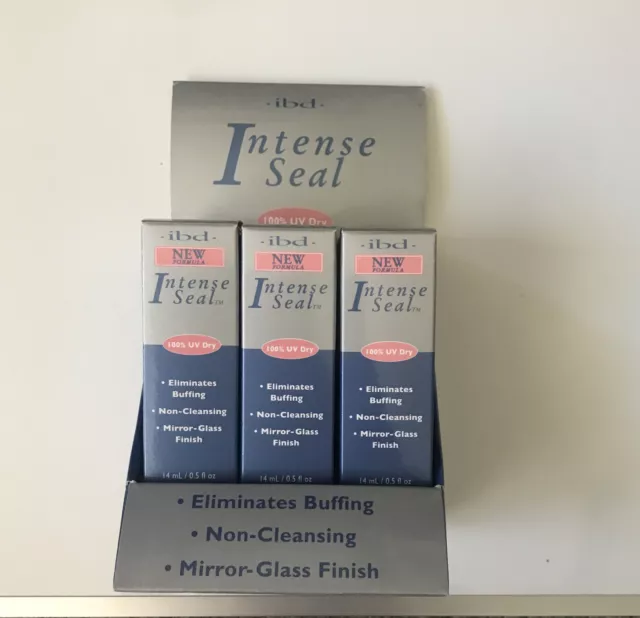 ·ibd·
Intense
Seal
100% UV Dry
·ibd·
NEW
FORMULA
Intense
Seal™
100% UV Dry
• Eliminates
Buffing
• Non-Cleansing
• Mirror-Glass
Finish
14 mL / 0.5 fl oz
·ibd·
NEW
FORMULA
Intense
Seal™
100% UV Dry
• Eliminates
Buffing
• Non-Cleansing
• Mirror-Glass
Finish
14 mL / 0.5 fl oz
·ibd·
NEW
FORMULA
Intense
Seal™
100% UV Dry
• Eliminates
Buffing
• Non-Cleansing
• Mirror-Glass
Finish
14 mL / 0.5 fl oz
• Eliminates Buffing
• Non-Cleansing
• Mirror-Glass Finish